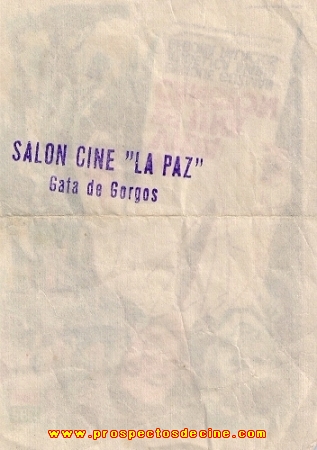 SALON CINE "LA PAZ"
Gata de Gorgos
www.prospectosdecine.com